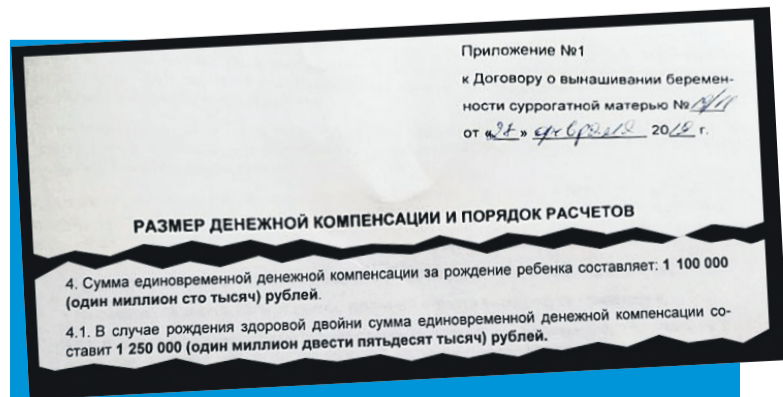 Приложение №1
к Договору о вынашивании беремен-
ности суррогатной матерью №
от «27» февраля 20 г.
РАЗМЕР ДЕНЕЖНОЙ КОМПЕНСАЦИИ И ПОРЯДОК РАСЧЕТОВ
4. Сумма единовременной денежной компенсации за рождение ребенка составляет: 1 100 000
(один миллион сто тысяч) рублей.
4.1. В случае рождения здоровой двойни сумма единовременной денежной компенсации со-
ставит 1 250 000 (один миллион двести пятьдесят тысяч) рублей.